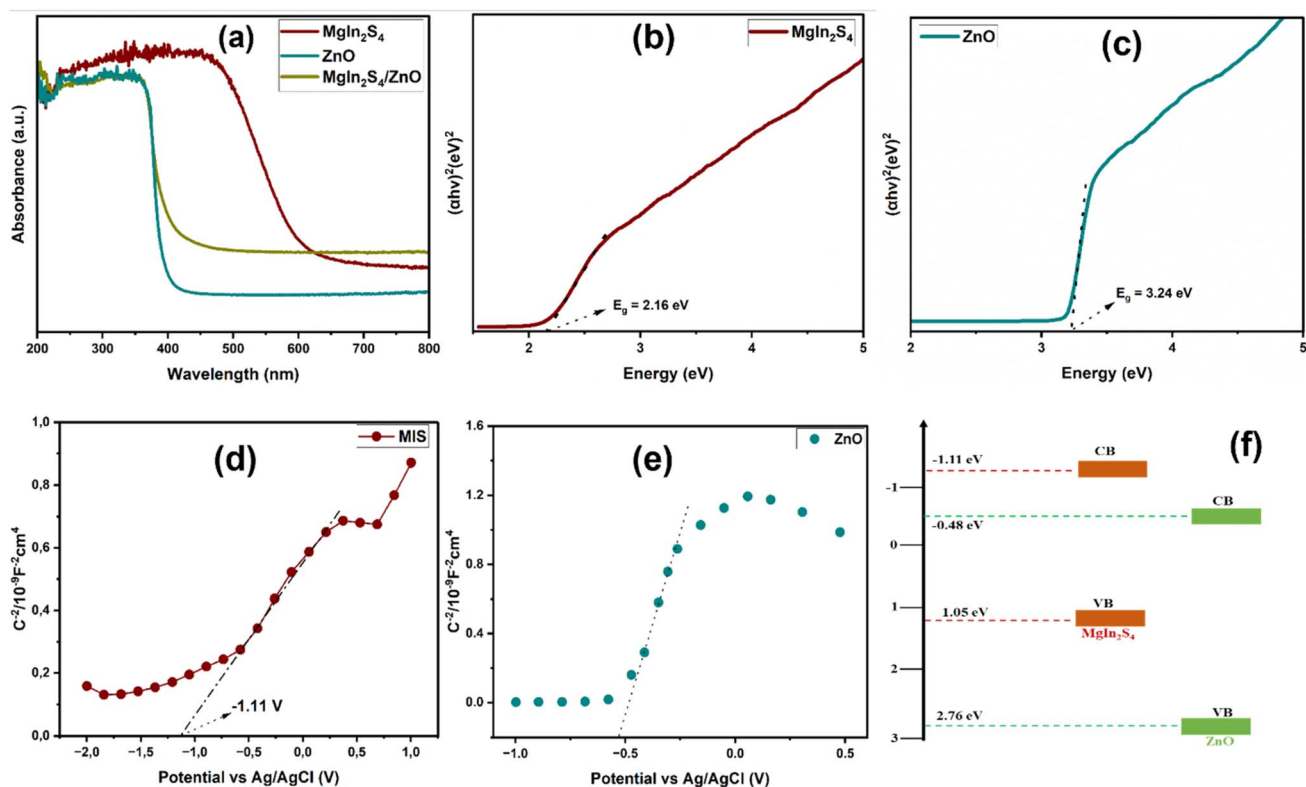 (a)
MgIn₂S₄
ZnO
MgIn₂S₄/ZnO
Absorbance (a.u.)
200 300 400 500 600 700 800
Wavelength (nm)
(b)
MgIn₂S₄
(αhν)²(eV)²
E_g = 2.16 eV
2 3 4 5
Energy (eV)
(c)
ZnO
(αhν)²(eV)²
E_g = 3.24 eV
2 3 4 5
Energy (eV)
(d)
MIS
1,0
0,8
0,6
0,4
0,2
0,0
C⁻²/10⁻⁹F⁻²cm⁴
-1.11 V
−2,0 −1,5 −1,0 −0,5 0,0 0,5 1,0
Potential vs Ag/AgCl (V)
(e)
ZnO
1.6
1.2
0.8
0.4
0.0
C⁻²/10⁻⁹F⁻²cm⁴
−1.0 −0.5 0.0 0.5
Potential vs Ag/AgCl (V)
(f)
CB
-1.11 eV
-1
CB
-0.48 eV
0
VB
1
1.05 eV
MgIn₂S₄
2
2.76 eV
VB
3
ZnO